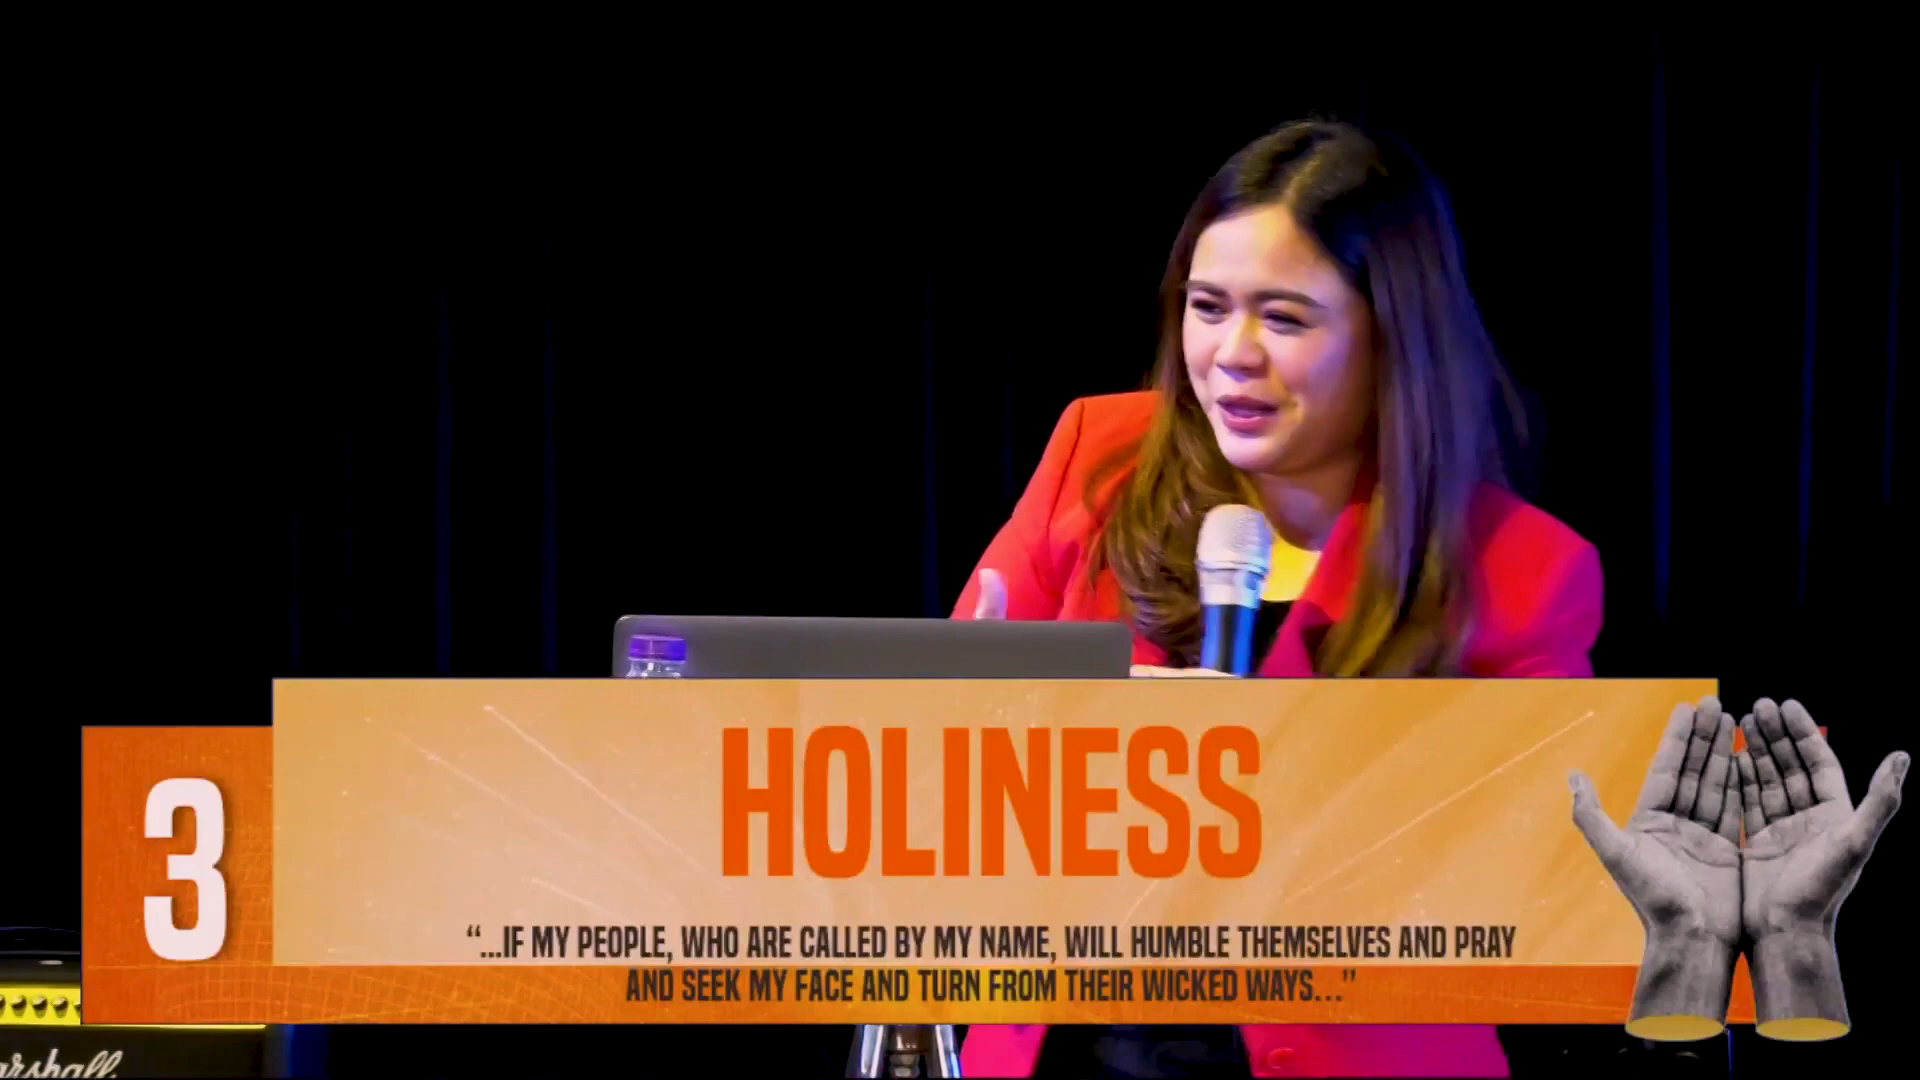 3
HOLINESS
“...IF MY PEOPLE, WHO ARE CALLED BY MY NAME, WILL HUMBLE THEMSELVES AND PRAY
AND SEEK MY FACE AND TURN FROM THEIR WICKED WAYS...”
arshall